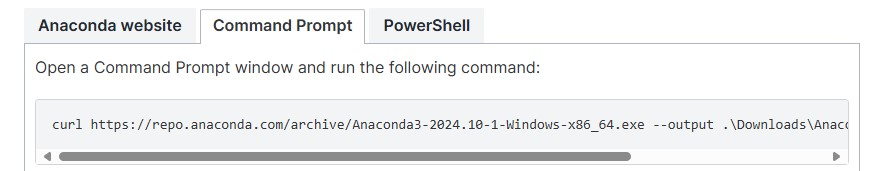 Anaconda website Command Prompt PowerShell
Open a Command Prompt window and run the following command:
curl https://repo.anaconda.com/archive/Anaconda3-2024.10-1-Windows-x86_64.exe --output .\Downloads\Anac